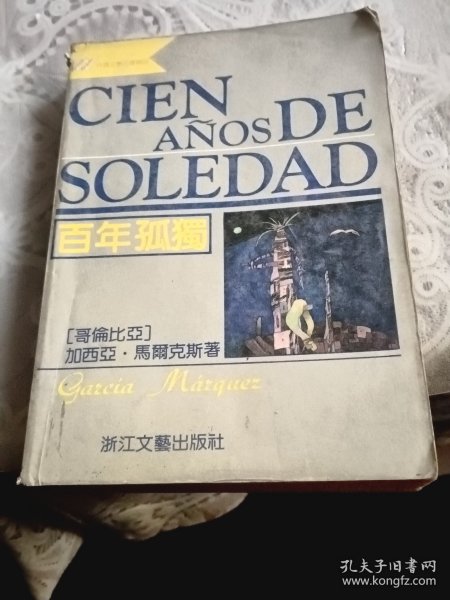 CIEN
AÑOS DE
SOLEDAD
百年孤獨
[哥倫比亞]
加西亞·馬爾克斯著
Garcia Márquez
浙江文藝出版社
孔夫子旧书网
www.kongfz.com